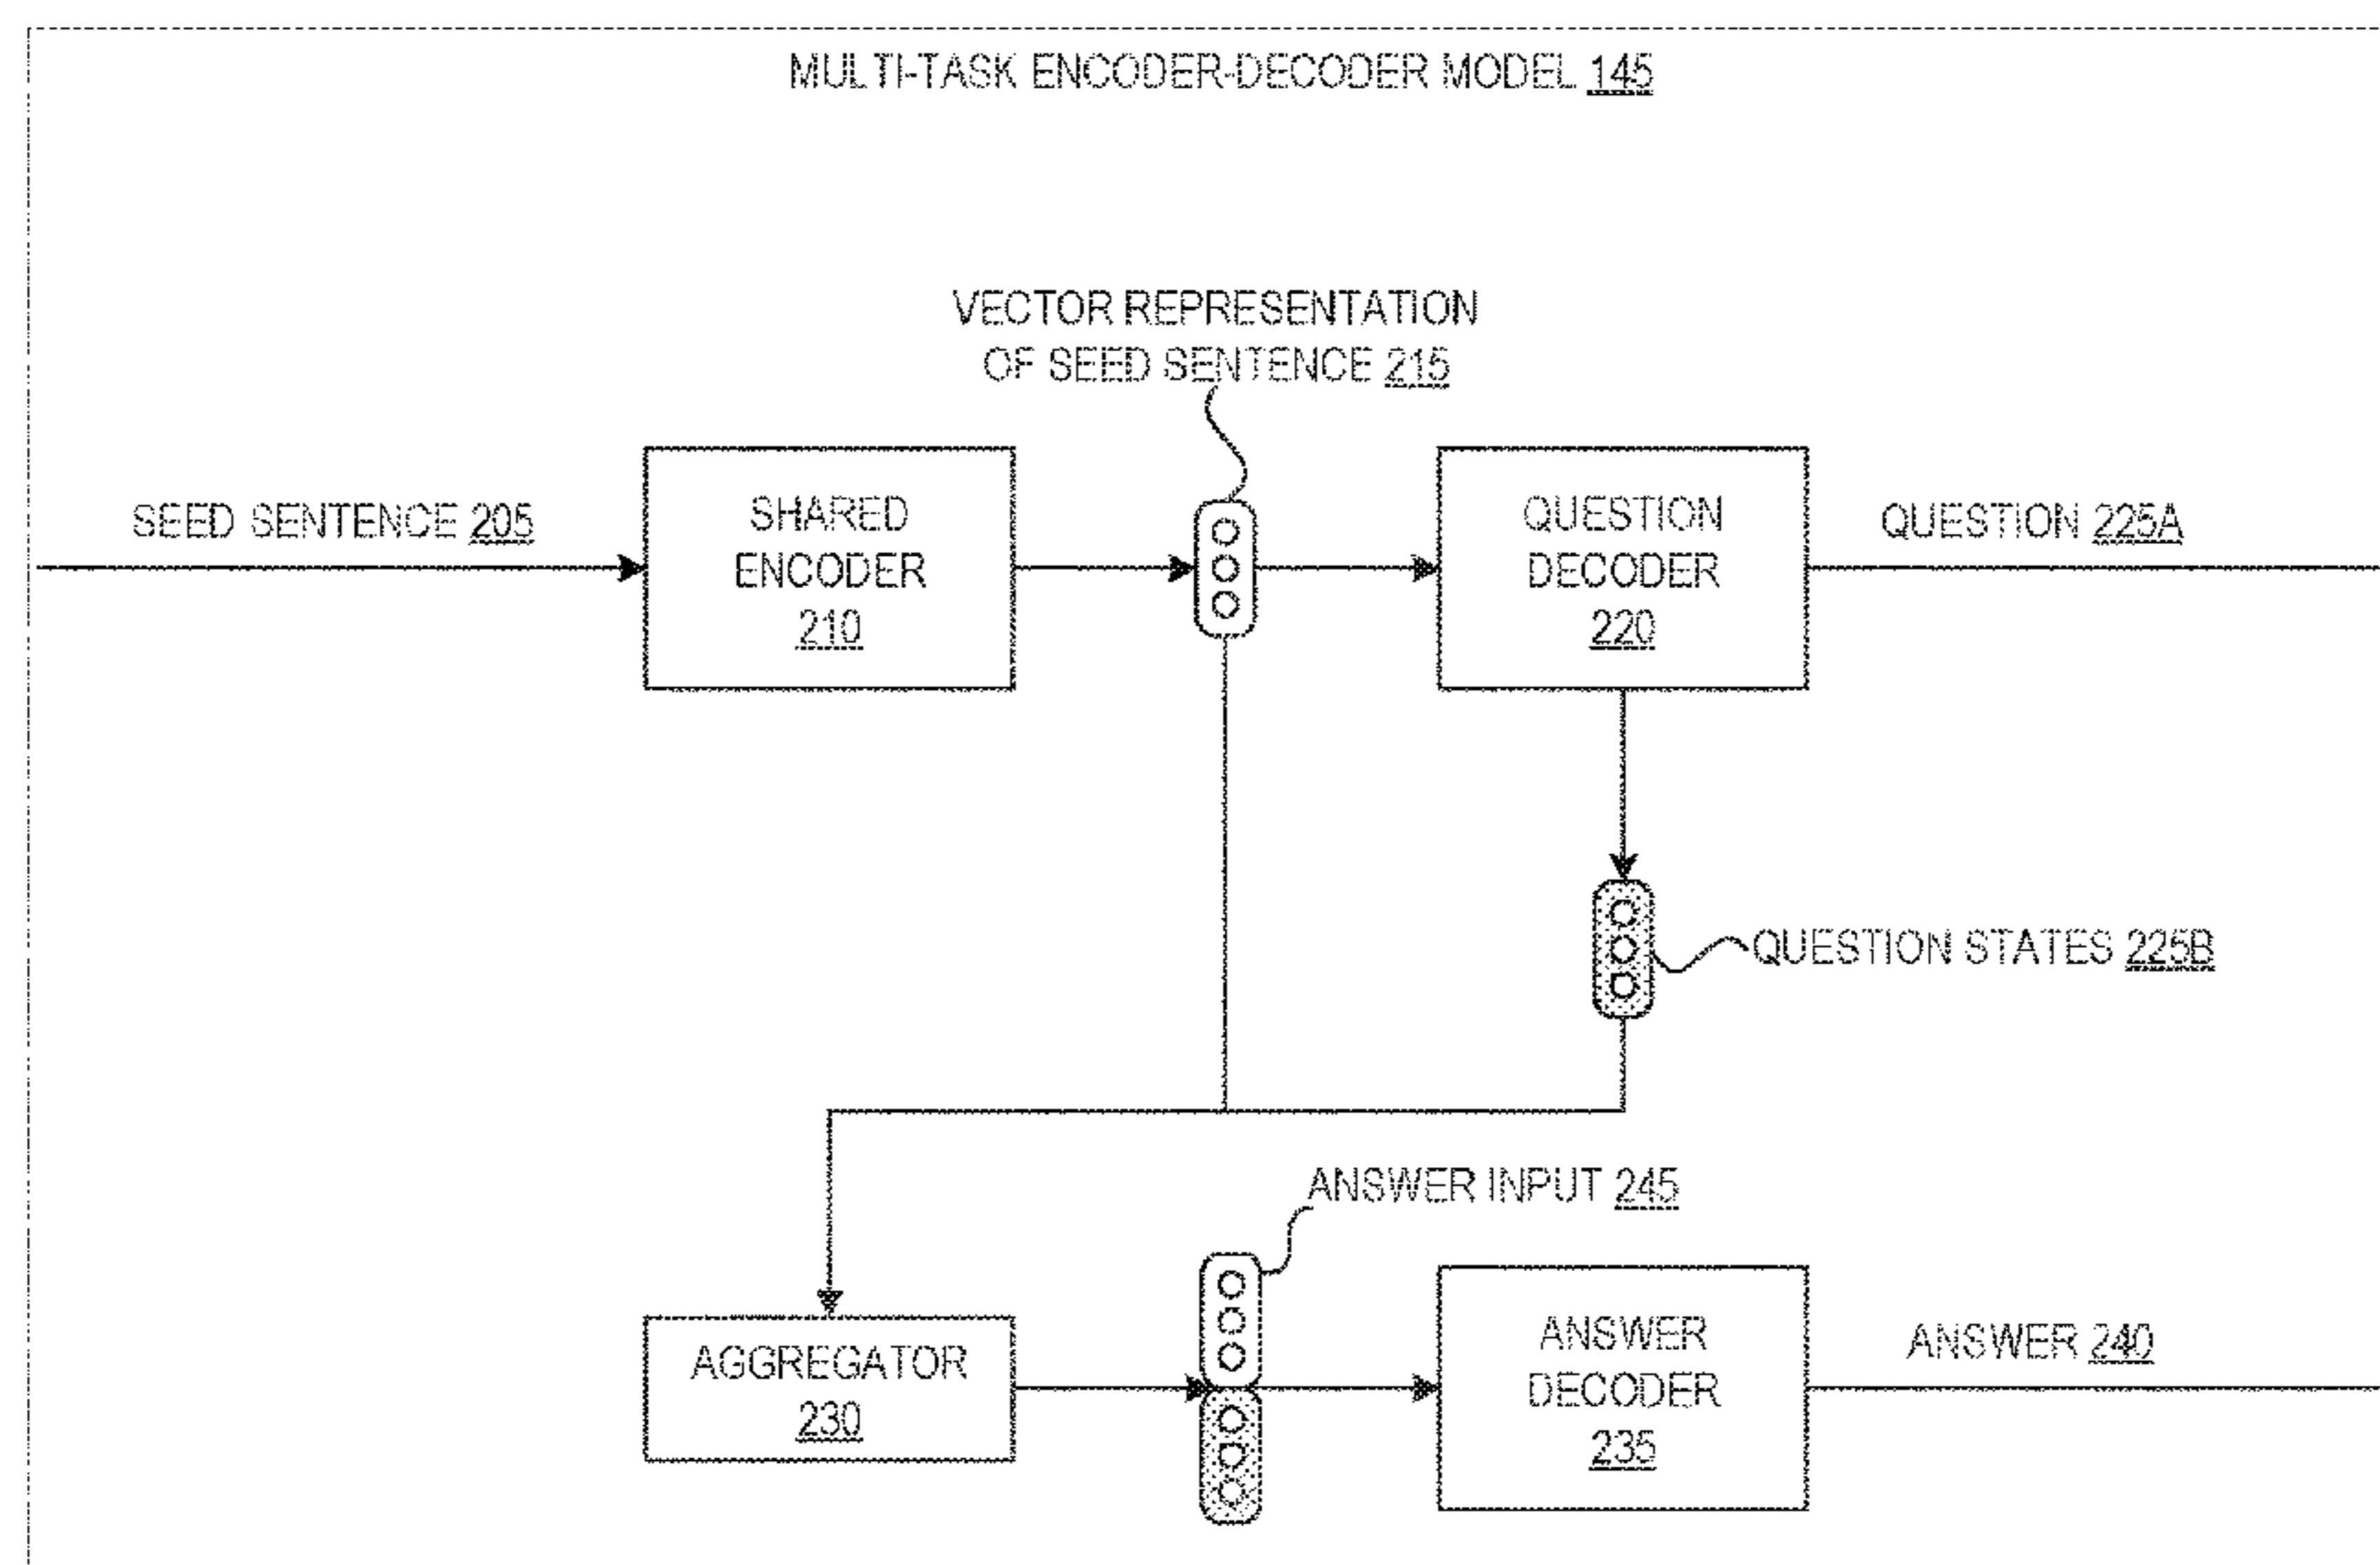 MULTI-TASK ENCODER-DECODER MODEL 145
VECTOR REPRESENTATION
OF SEED SENTENCE 215
SEED SENTENCE 205
SHARED
ENCODER
210
QUESTION
DECODER
220
QUESTION 225A
QUESTION STATES 225B
ANSWER INPUT 245
AGGREGATOR
230
ANSWER
DECODER
235
ANSWER 240